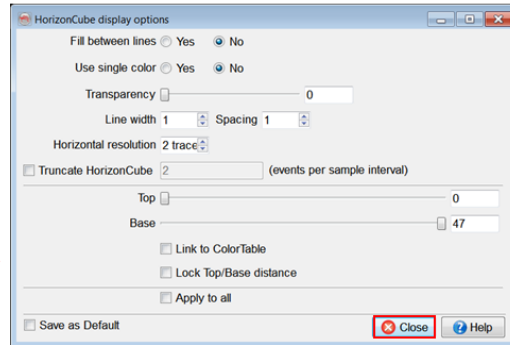 HorizonCube display options
Fill between lines Yes No
Use single color Yes No
Transparency 0
Line width 1 Spacing 1
Horizontal resolution 2 trace
Truncate HorizonCube 2 (events per sample interval)
Top 0
Base 47
Link to ColorTable
Lock Top/Base distance
Apply to all
Save as Default Close Help